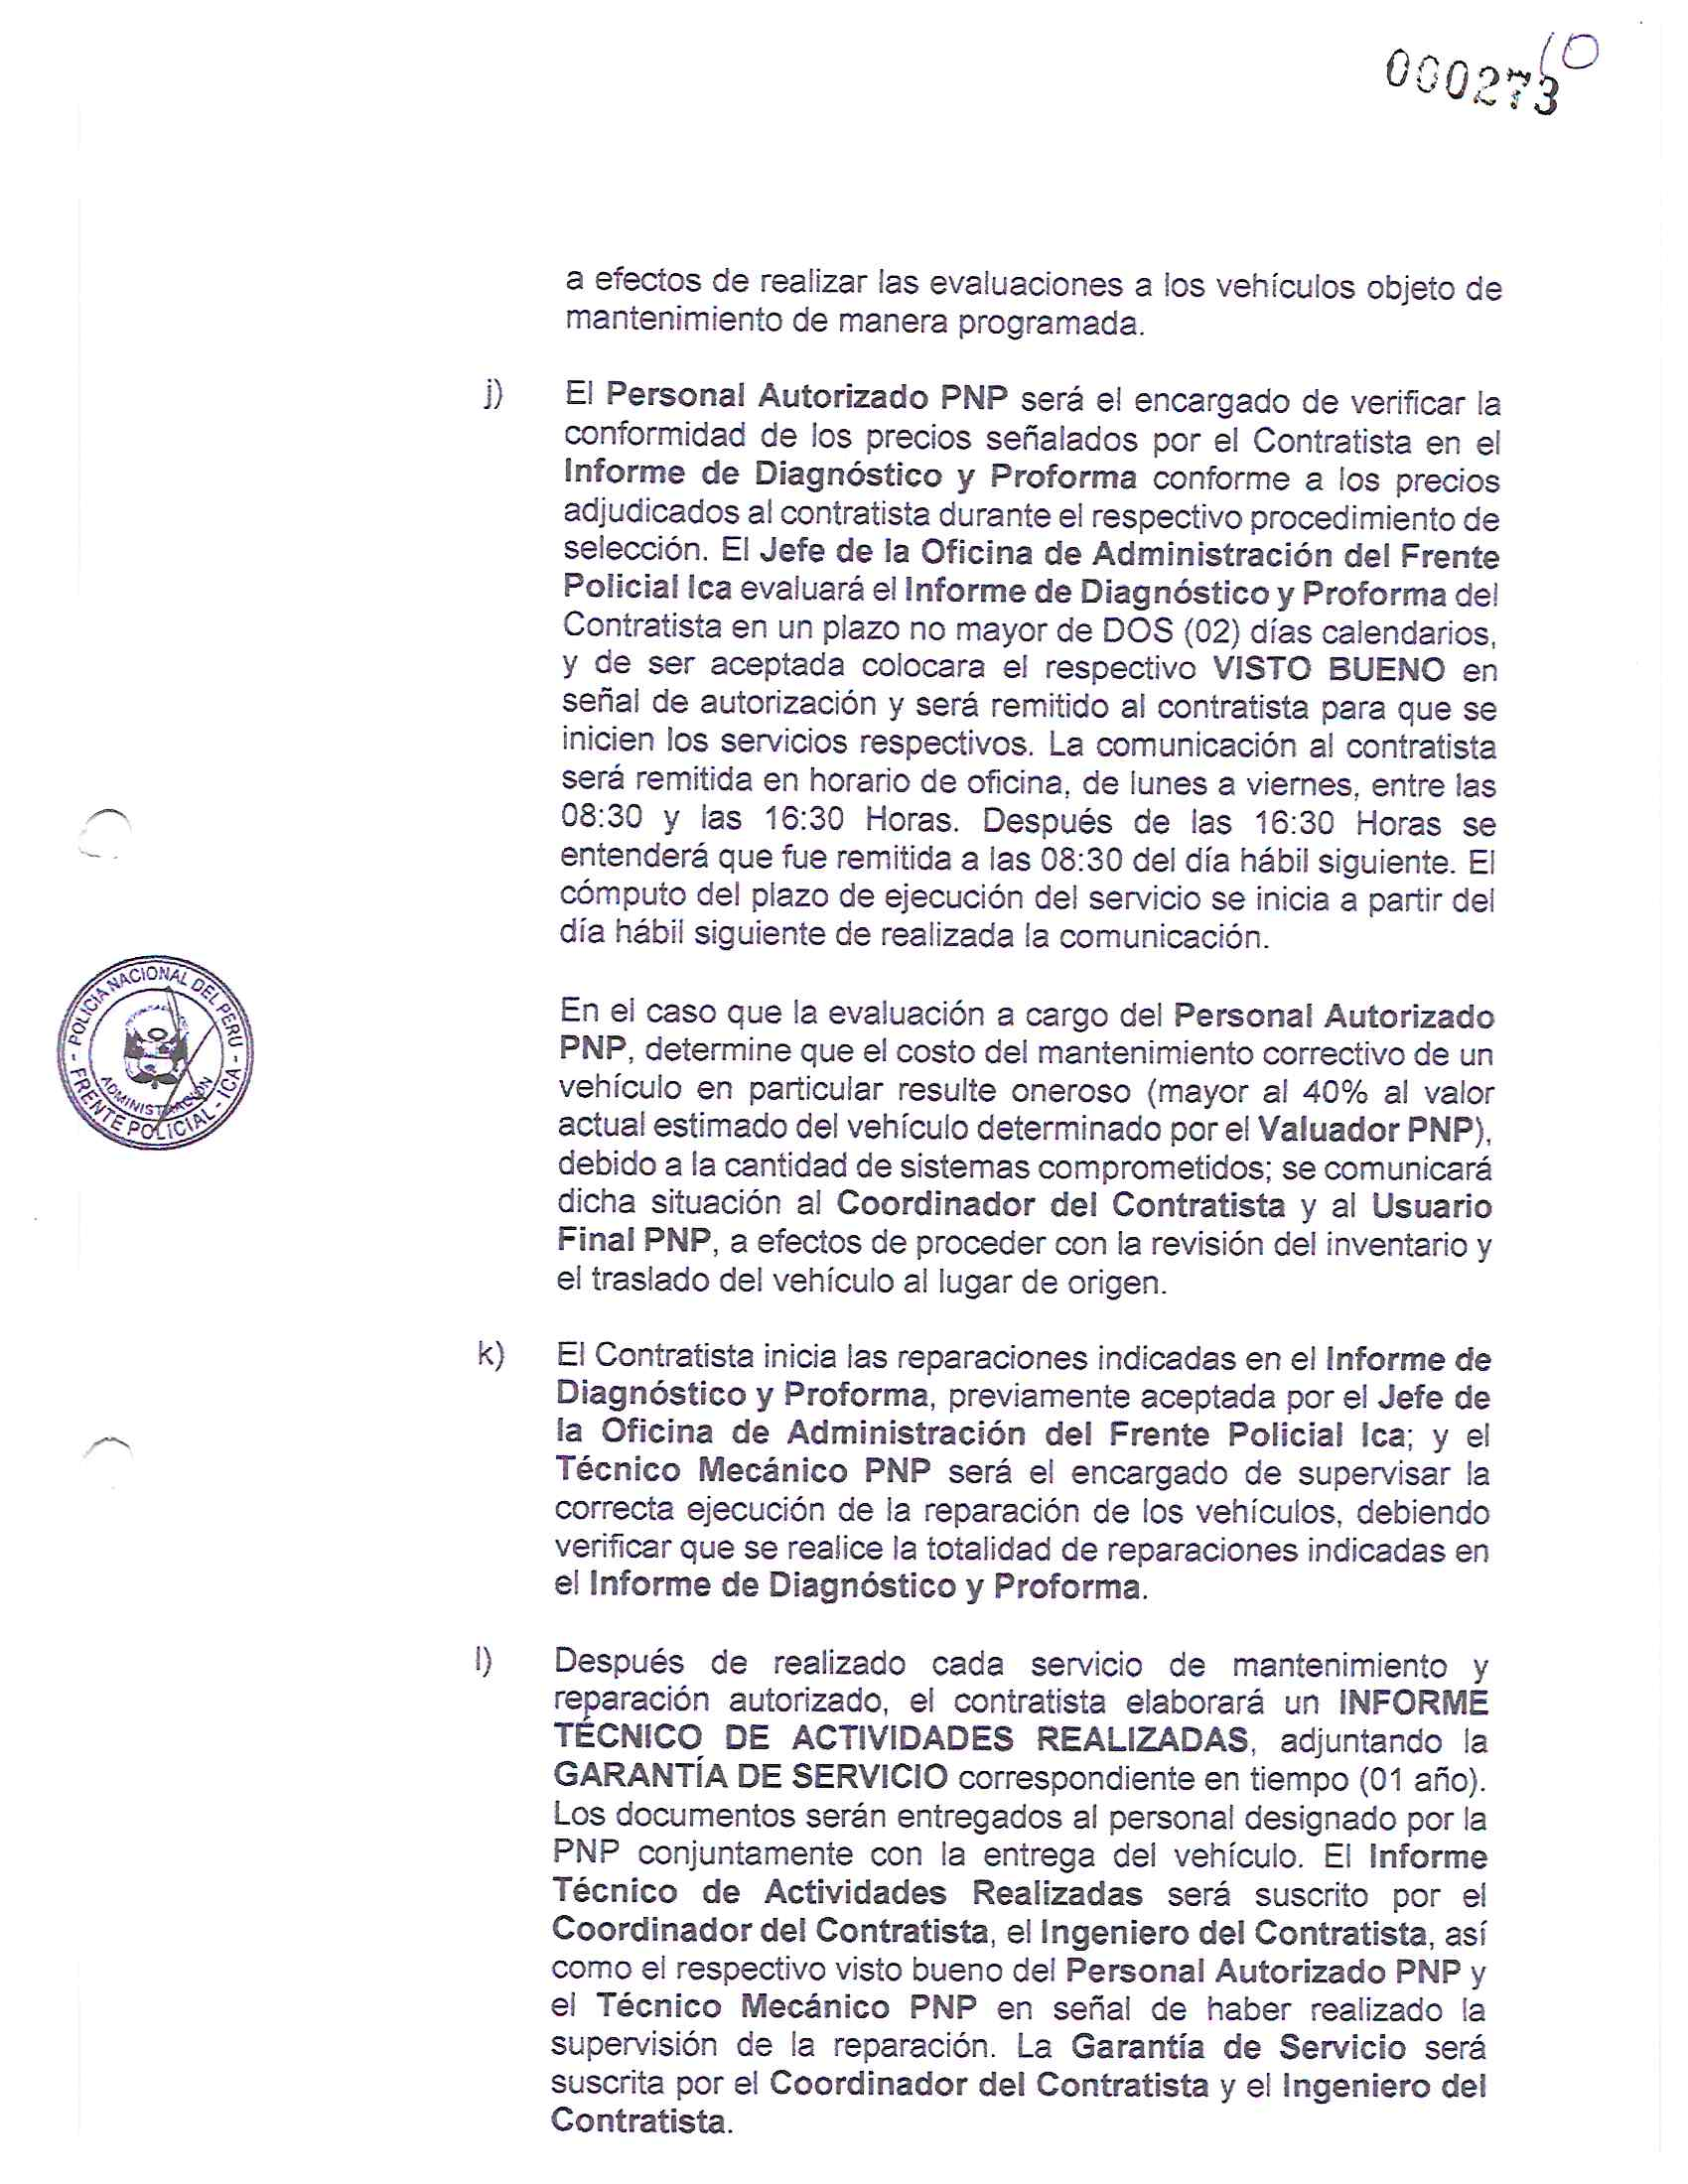 10
000273
a efectos de realizar las evaluaciones a los vehículos objeto de
mantenimiento de manera programada.
j) El Personal Autorizado PNP será el encargado de verificar la
conformidad de los precios señalados por el Contratista en el
Informe de Diagnóstico y Proforma conforme a los precios
adjudicados al contratista durante el respectivo procedimiento de
selección. El Jefe de la Oficina de Administración del Frente
Policial Ica evaluará el Informe de Diagnóstico y Proforma del
Contratista en un plazo no mayor de DOS (02) días calendarios,
y de ser aceptada colocara el respectivo VISTO BUENO en
señal de autorización y será remitido al contratista para que se
inicien los servicios respectivos. La comunicación al contratista
será remitida en horario de oficina, de lunes a viernes, entre las
08:30 y las 16:30 Horas. Después de las 16:30 Horas se
entenderá que fue remitida a las 08:30 del día hábil siguiente. El
cómputo del plazo de ejecución del servicio se inicia a partir del
día hábil siguiente de realizada la comunicación.
POLICIA NACIONAL DEL PERU
ADMINISTRACIÓN
FRENTE POLICIAL - ICA
En el caso que la evaluación a cargo del Personal Autorizado
PNP, determine que el costo del mantenimiento correctivo de un
vehículo en particular resulte oneroso (mayor al 40% al valor
actual estimado del vehículo determinado por el Valuador PNP),
debido a la cantidad de sistemas comprometidos; se comunicará
dicha situación al Coordinador del Contratista y al Usuario
Final PNP, a efectos de proceder con la revisión del inventario y
el traslado del vehículo al lugar de origen.
k) El Contratista inicia las reparaciones indicadas en el Informe de
Diagnóstico y Proforma, previamente aceptada por el Jefe de
la Oficina de Administración del Frente Policial Ica; y el
Técnico Mecánico PNP será el encargado de supervisar la
correcta ejecución de la reparación de los vehículos, debiendo
verificar que se realice la totalidad de reparaciones indicadas en
el Informe de Diagnóstico y Proforma.
l) Después de realizado cada servicio de mantenimiento y
reparación autorizado, el contratista elaborará un INFORME
TÉCNICO DE ACTIVIDADES REALIZADAS, adjuntando la
GARANTÍA DE SERVICIO correspondiente en tiempo (01 año).
Los documentos serán entregados al personal designado por la
PNP conjuntamente con la entrega del vehículo. El Informe
Técnico de Actividades Realizadas será suscrito por el
Coordinador del Contratista, el Ingeniero del Contratista, así
como el respectivo visto bueno del Personal Autorizado PNP y
el Técnico Mecánico PNP en señal de haber realizado la
supervisión de la reparación. La Garantía de Servicio será
suscrita por el Coordinador del Contratista y el Ingeniero del
Contratista.